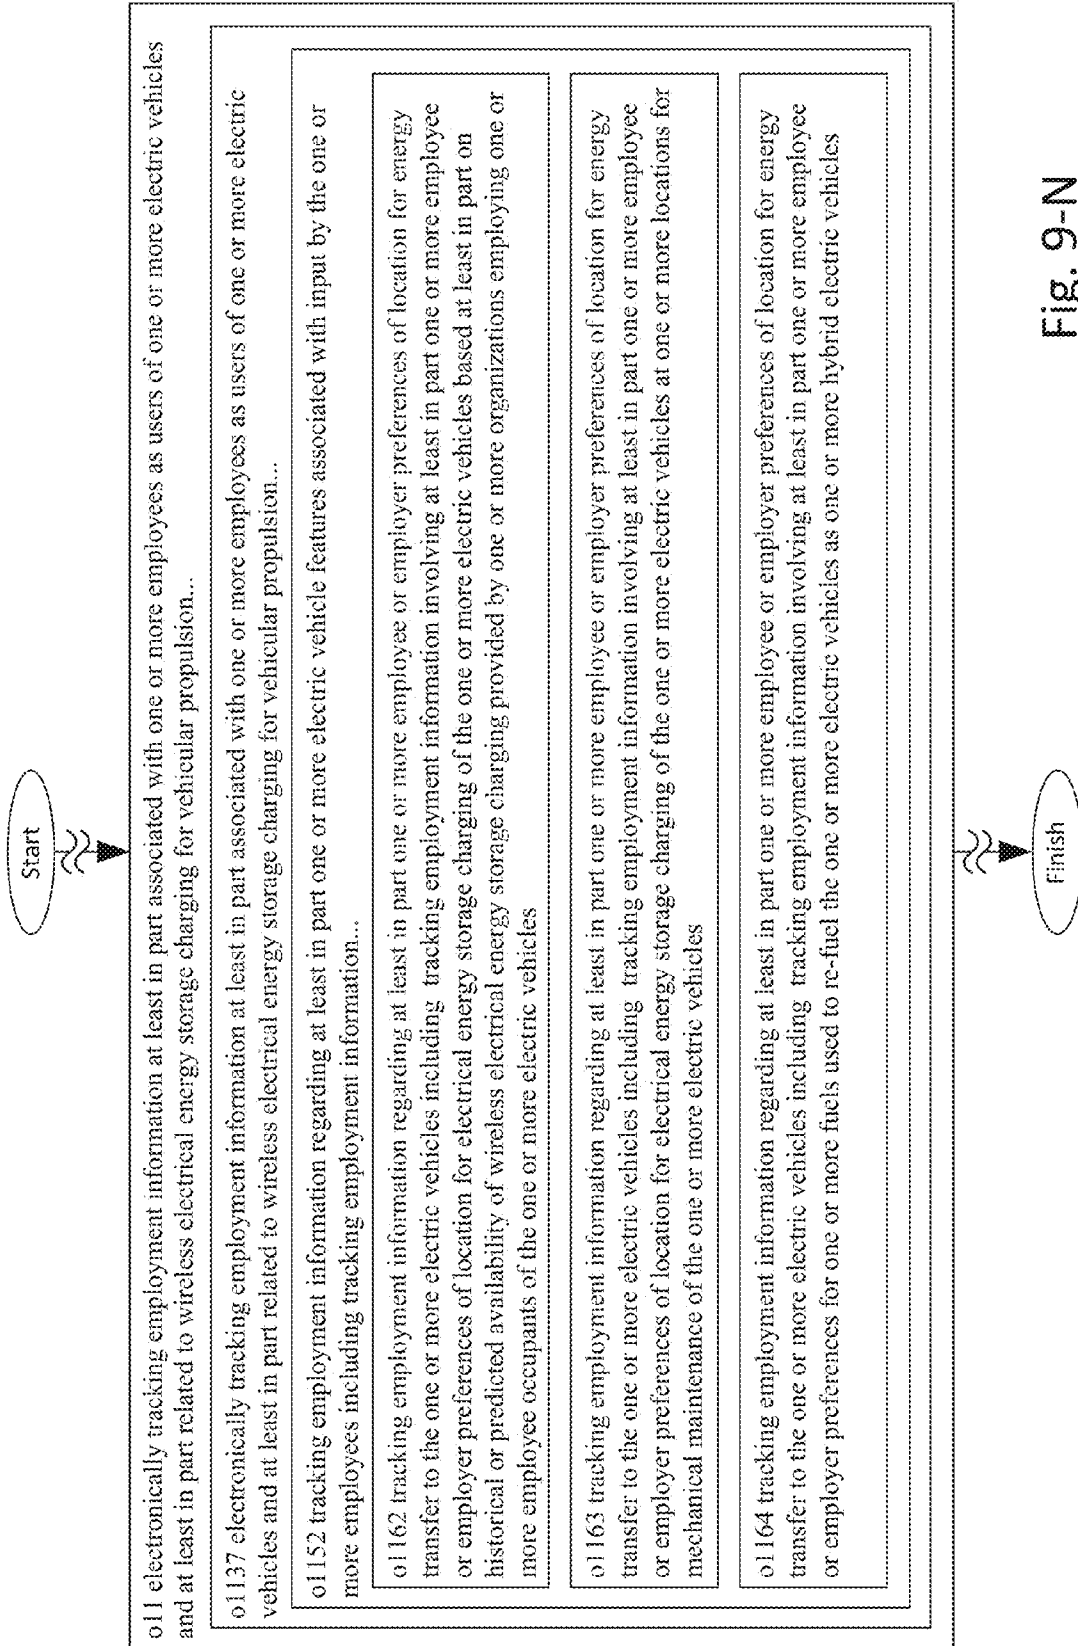 Start
o11 electronically tracking employment information at least in part associated with one or more employees as users of one or more electric vehicles
and at least in part related to wireless electrical energy storage charging for vehicular propulsion...
o1137 electronically tracking employment information at least in part associated with one or more employees as users of one or more electric
vehicles and at least in part related to wireless electrical energy storage charging for vehicular propulsion...
o1152 tracking employment information regarding at least in part one or more electric vehicle features associated with input by the one or
more employees including tracking employment information...
o1162 tracking employment information regarding at least in part one or more employee or employer preferences of location for energy
transfer to the one or more electric vehicles including tracking employment information involving at least in part one or more employee
or employer preferences of location for electrical energy storage charging of the one or more electric vehicles based at least in part on
historical or predicted availability of wireless electrical energy storage charging provided by one or more organizations employing one or
more employee occupants of the one or more electric vehicles
o1163 tracking employment information regarding at least in part one or more employee or employer preferences of location for energy
transfer to the one or more electric vehicles including tracking employment information involving at least in part one or more employee
or employer preferences of location for electrical energy storage charging of the one or more electric vehicles at one or more locations for
mechanical maintenance of the one or more electric vehicles
o1164 tracking employment information regarding at least in part one or more employee or employer preferences of location for energy
transfer to the one or more electric vehicles including tracking employment information involving at least in part one or more employee
or employer preferences for one or more fuels used to re-fuel the one or more electric vehicles as one or more hybrid electric vehicles
Finish
Fig. 9-N